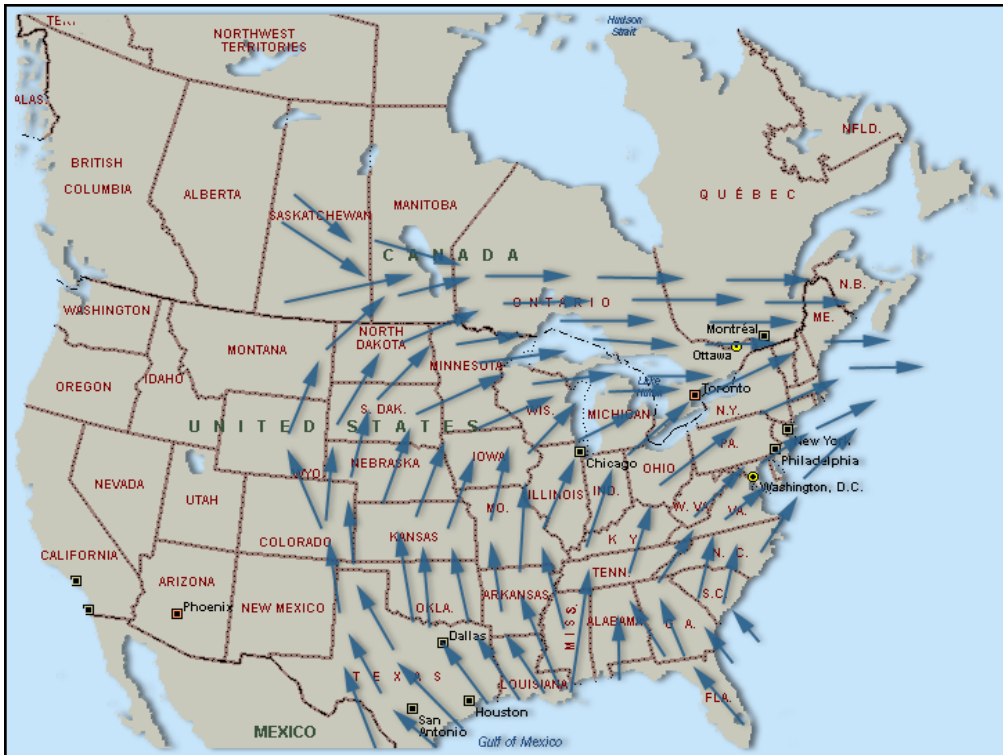 Hudson
Strait
NORTHWEST
TERRITORIES
ALAS.
NFLD.
BRITISH
COLUMBIA
ALBERTA
SASKATCHEWAN
MANITOBA
QUÉBEC
CANADA
ONTARIO
N.B.
WASHINGTON
MONTANA
NORTH
DAKOTA
MINNESOTA
Montréal
ME.
Ottawa
OREGON
IDAHO
S. DAK.
WIS.
MICHIGAN
Toronto
N.Y.
UNITED STATES
New York
PA.
Philadelphia
WYO
NEBRASKA
IOWA
Chicago
OHIO
NEVADA
UTAH
ILLINOIS
IND.
Washington, D.C.
W. VA.
VA.
MO.
COLORADO
KANSAS
K Y
CALIFORNIA
N. C.
TENN
ARIZONA
NEW MEXICO
OKLA.
ARKANSAS
S.C.
Phoenix
MISS.
ALABAMA
G A.
Dallas
TEXAS
LOUISIANA
FLA.
Houston
San
Antonio
MEXICO
Gulf of Mexico